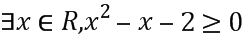 ∃x ∈ R,x² − x − 2 ≥ 0